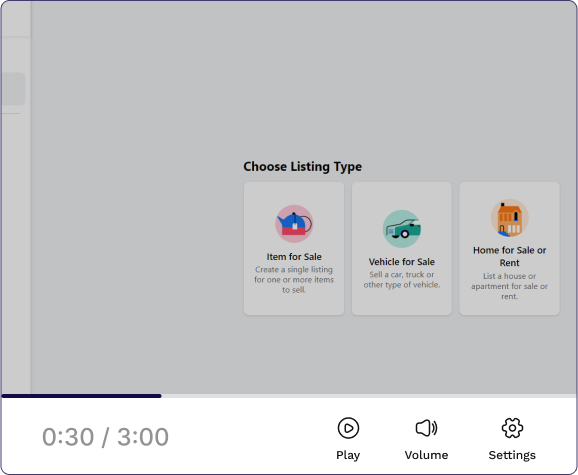 Choose Listing Type
Item for Sale
Create a single listing
for one or more items
to sell.
Vehicle for Sale
Sell a car, truck or
other type of vehicle.
Home for Sale or
Rent
List a house or
apartment for sale or
rent.
0:30 / 3:00
Play
Volume
Settings